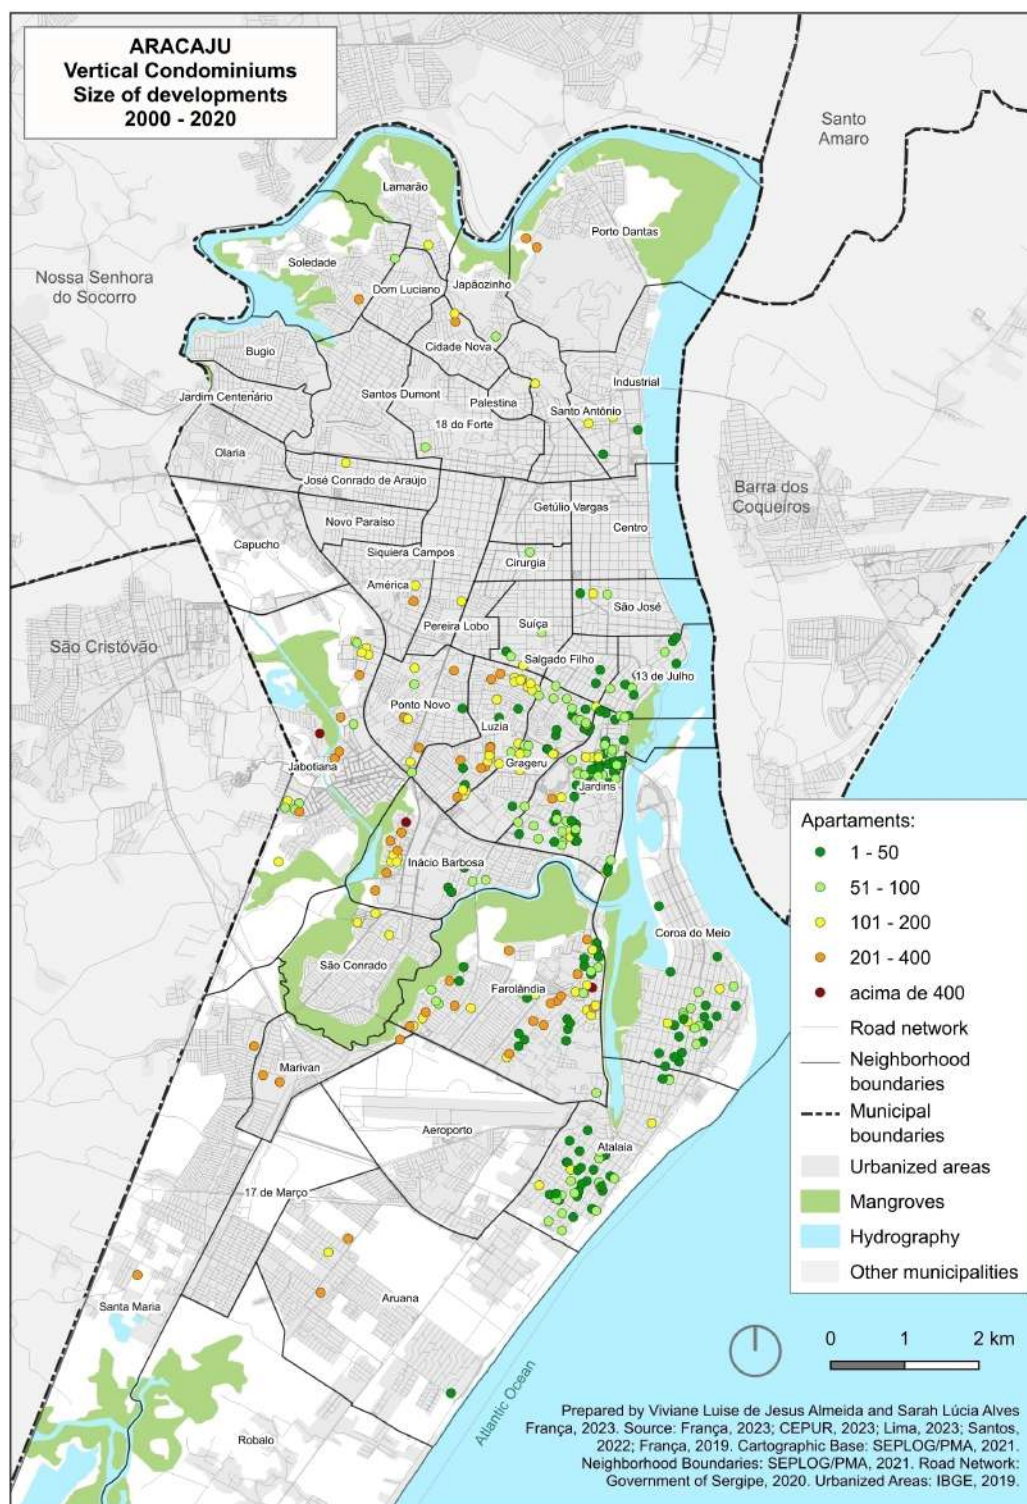 ARACAJU
Vertical Condominiums
Size of developments
2000 - 2020
Santo
Amaro
Lamarão
Porto Dantas
Soledade
Nossa Senhora
do Socorro
Dom Luciano
Japãozinho
Cidade Nova
Bugio
Industrial
Jardim Centenário
Santos Dumont
Palestina
Santo Antônio
18 do Forte
Olaria
José Conrado de Araújo
Barra dos
Coqueiros
Getúlio Vargas
Novo Paraíso
Centro
Capucho
Siquiera Campos
Cirurgia
América
São José
Pereira Lobo
Suíça
São Cristóvão
Salgado Filho
13 de Julho
Ponto Novo
Luzia
Jabotiana
Grageru
Jardins
Inácio Barbosa
Coroa do Meio
São Conrado
Farolândia
Marivan
Aeroporto
Atalaia
17 de Março
Aruana
Santa Maria
Robalo
Atlantic Ocean
Apartaments:
1 - 50
51 - 100
101 - 200
201 - 400
acima de 400
Road network
Neighborhood
boundaries
Municipal
boundaries
Urbanized areas
Mangroves
Hydrography
Other municipalities
0 1 2 km
Prepared by Viviane Luise de Jesus Almeida and Sarah Lúcia Alves
França, 2023. Source: França, 2023; CEPUR, 2023; Lima, 2023; Santos,
2022; França, 2019. Cartographic Base: SEPLOG/PMA, 2021.
Neighborhood Boundaries: SEPLOG/PMA, 2021. Road Network:
Government of Sergipe, 2020. Urbanized Areas: IBGE, 2019.